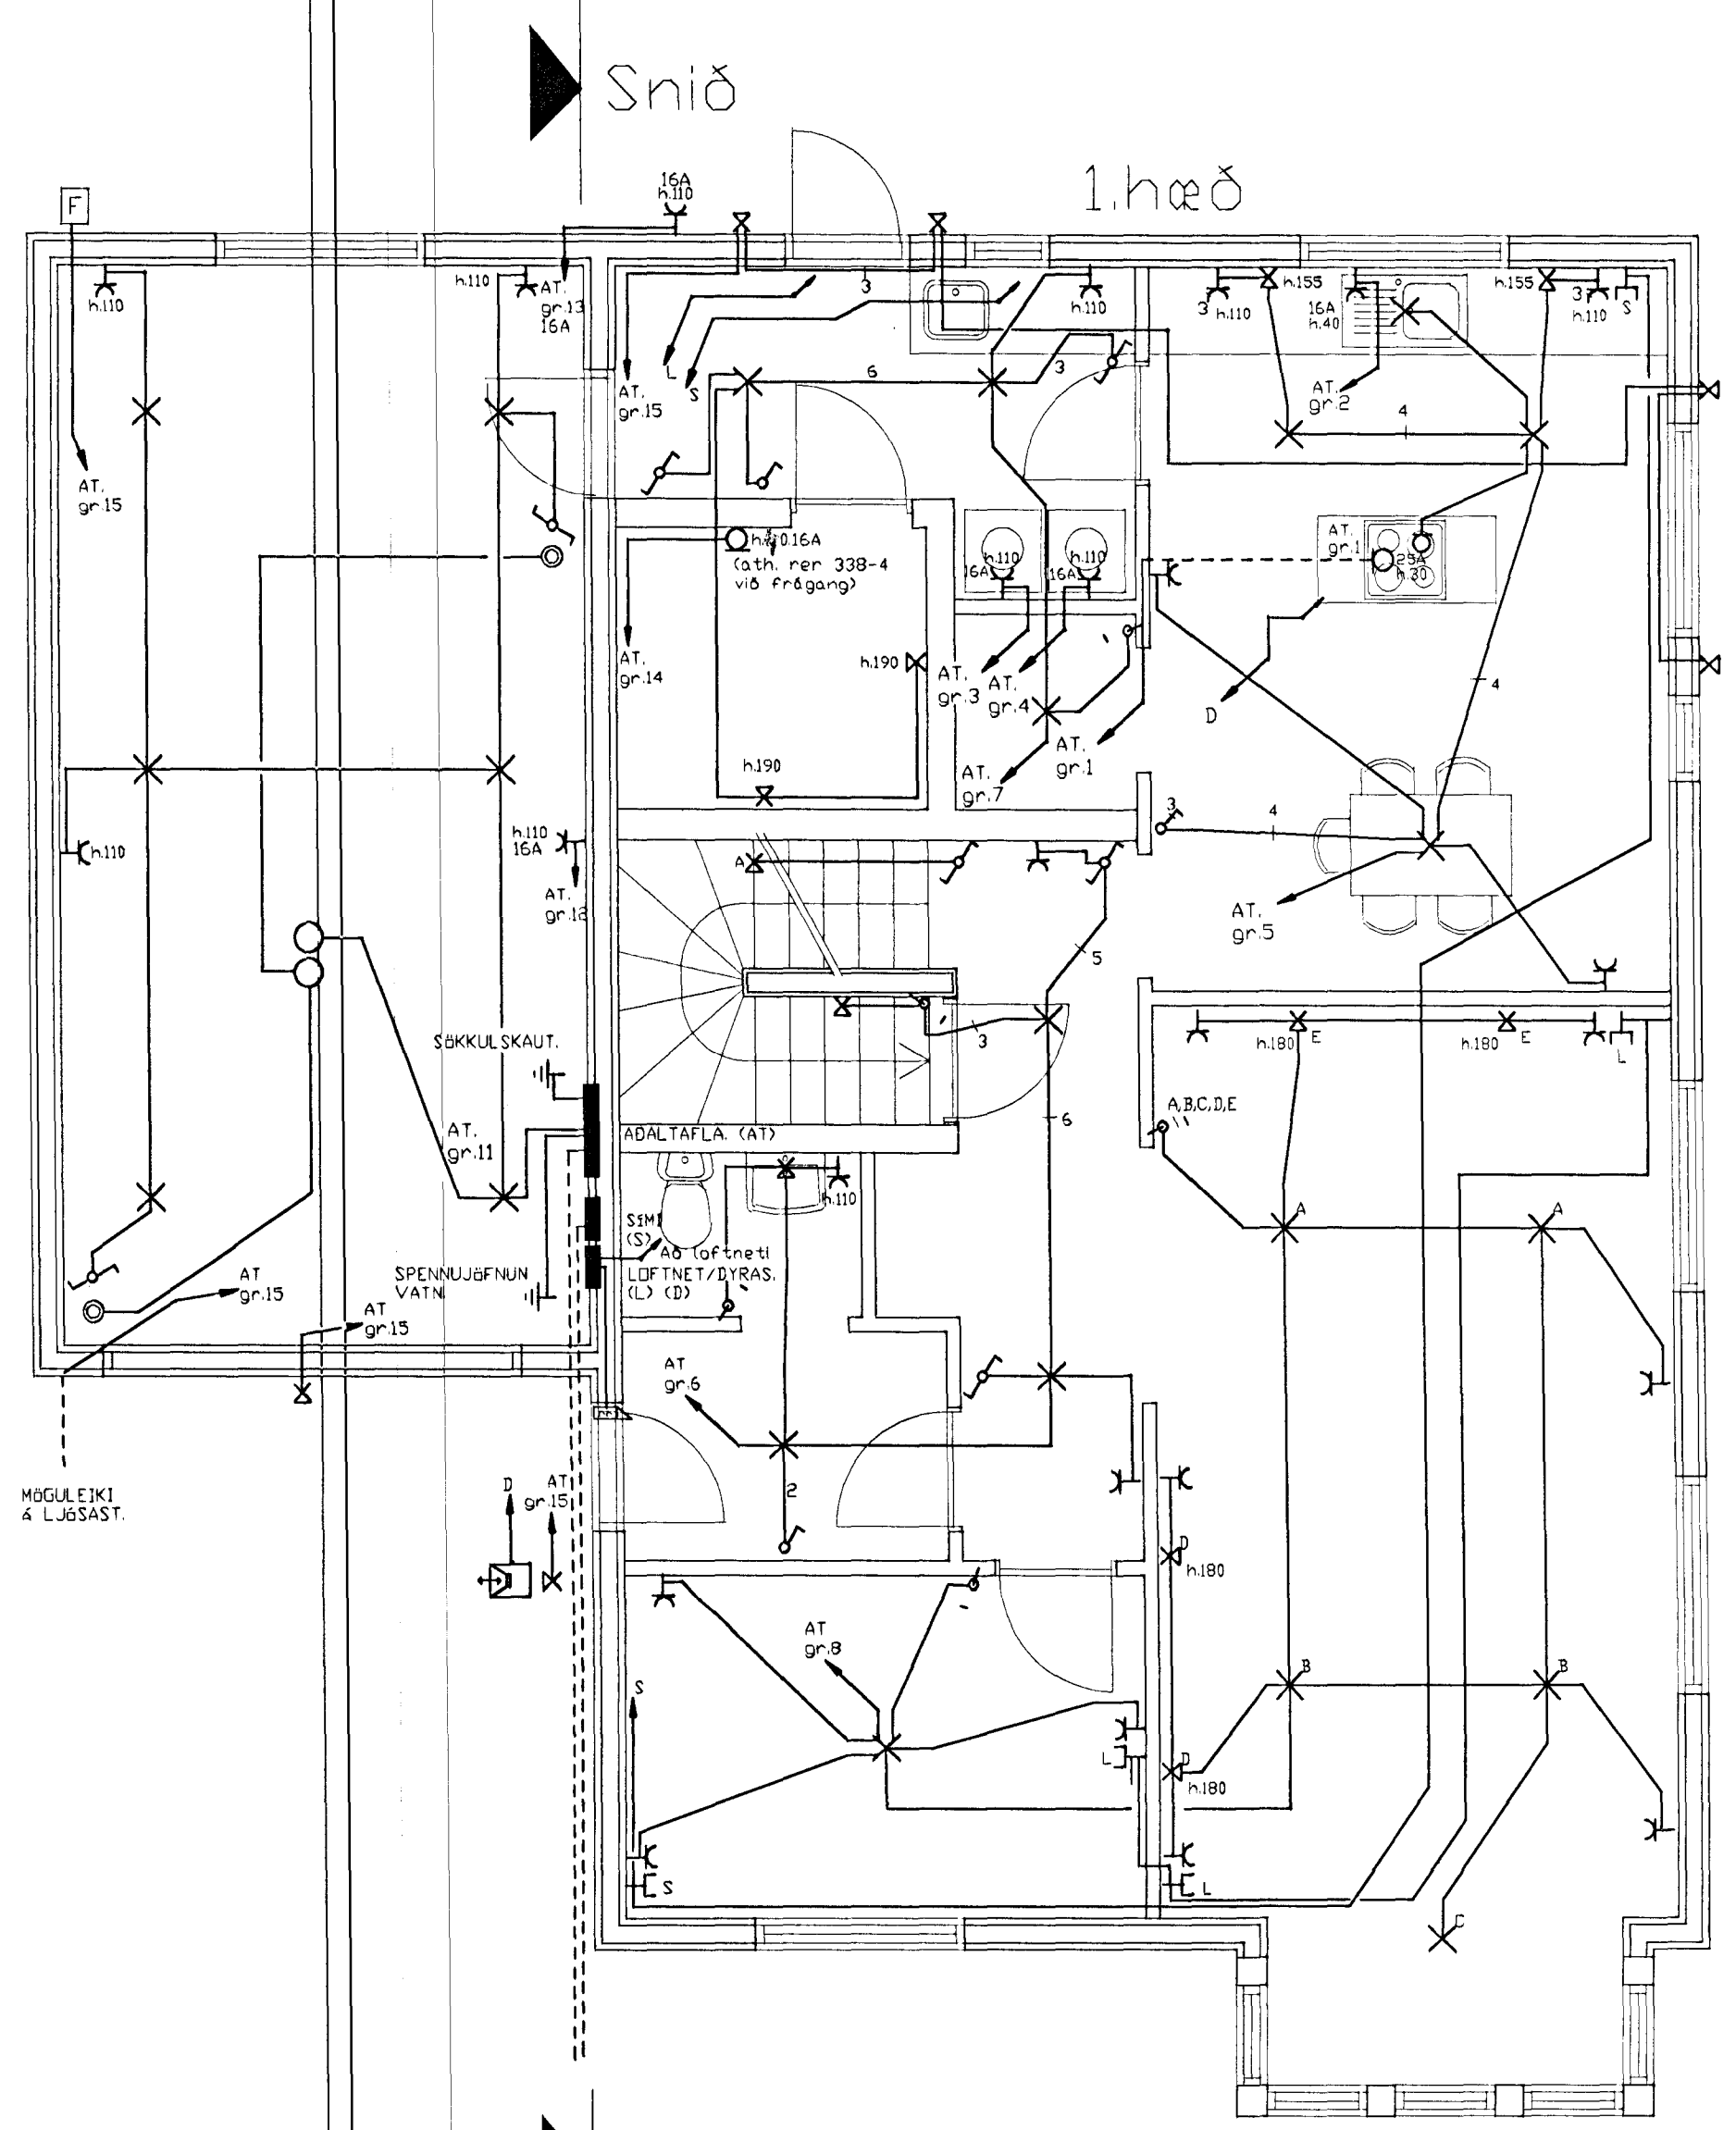 Snið
1.hæð
16A
h.110
F
h.110
h.110
AT.
gr.13
16A
3
h.110
3
h.110
h.155
16A
h.40
h.155
3
h.110
S
AT.
gr.15
L
S
6
3
AT.
gr.2
4
AT.
gr.15
16A
(ath. rer 338-4
við frágang)
h.110
16A
h.110
16A
AT.
gr.1
25A
h.30
AT.
gr.14
h.190
AT.
gr.3
AT.
gr.4
D
4
AT.
gr.1
h.190
AT.
gr.7
3
4
h.110
h.110
16A
A
AT.
gr.5
5
SÖKKULSKAUT.
3
h.180
E
h.180
E
L
A,B,C,D,E
6
AT.
gr.11
AÐALTAFLA. (AT)
h.110
SÍMI
(S)
Að loftneti
LOFTNET/DYRAS.
(L) (D)
SPENNUJÖFNUN
VATN
A
A
AT
gr.15
AT
gr.15
AT
gr.6
MÖGULEIKI
á LJÓSAST.
D
AT
gr.15
2
D
h.180
AT
gr.8
B
B
S
L
D
h.180
S
L
C